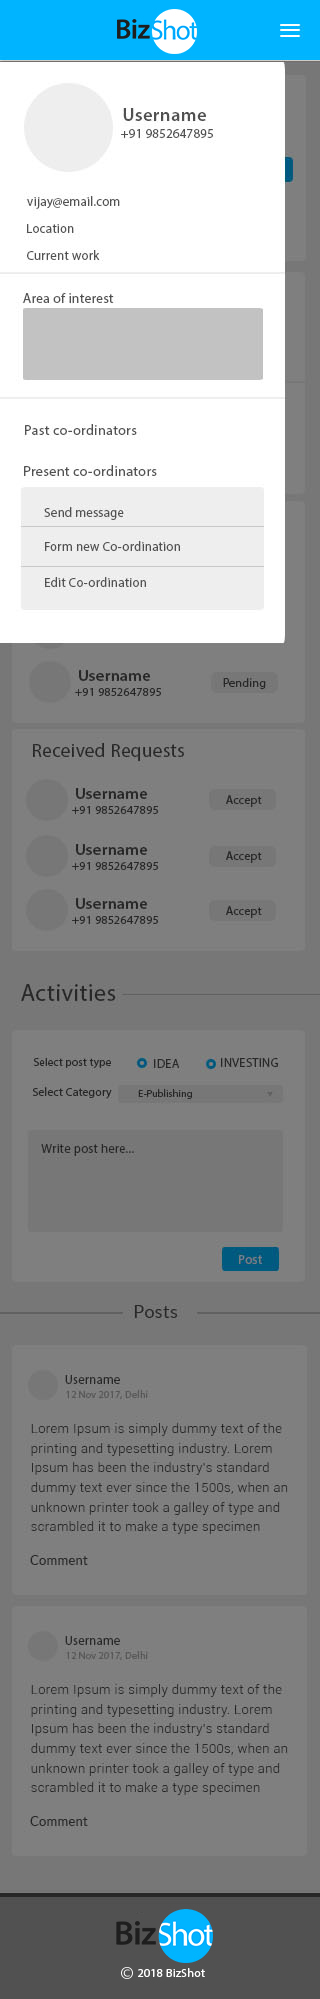 BizShot
Username
+91 9852647895
vijay@email.com
Location
Current work
Area of interest
Past co-ordinators
Present co-ordinators
Send message
Form new Co-ordination
Edit Co-ordination
Username
+91 9852647895
Pending
Received Requests
Username
+91 9852647895
Accept
Username
+91 9852647895
Accept
Username
+91 9852647895
Accept
Activities
Select post type IDEA INVESTING
Select Category E-Publishing
Write post here...
Post
Posts
Username
12 Nov 2017, Delhi
Lorem Ipsum is simply dummy text of the
printing and typesetting industry. Lorem
Ipsum has been the industry's standard
dummy text ever since the 1500s, when an
unknown printer took a galley of type and
scrambled it to make a type specimen
Comment
Username
12 Nov 2017, Delhi
Lorem Ipsum is simply dummy text of the
printing and typesetting industry. Lorem
Ipsum has been the industry's standard
dummy text ever since the 1500s, when an
unknown printer took a galley of type and
scrambled it to make a type specimen
Comment
BizShot
© 2018 BizShot